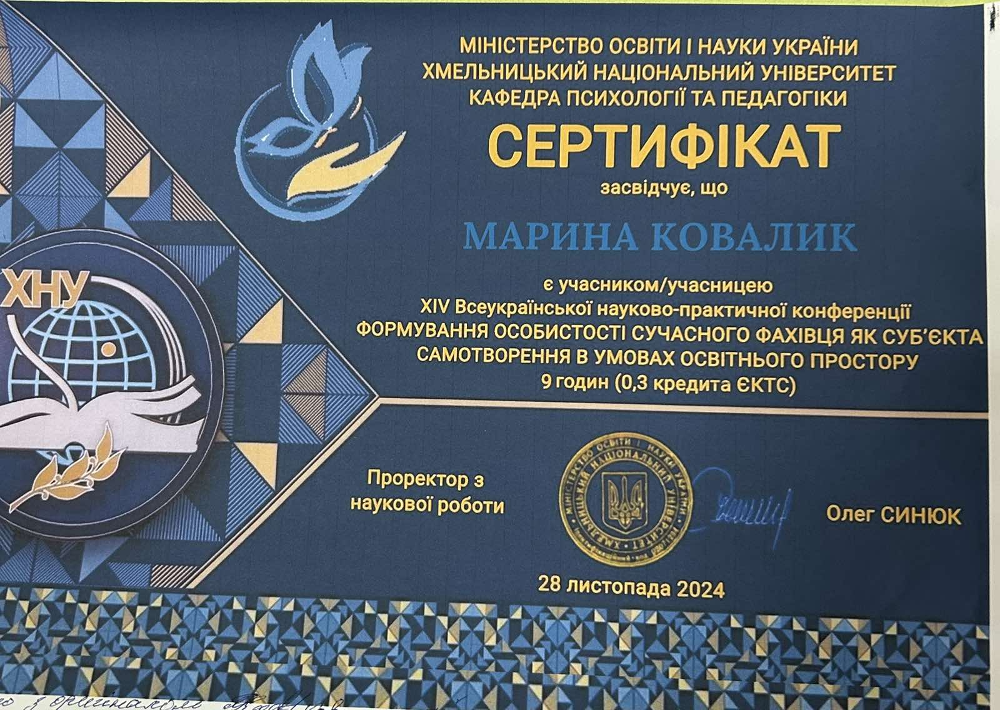 МІНІСТЕРСТВО ОСВІТИ І НАУКИ УКРАЇНИ
ХМЕЛЬНИЦЬКИЙ НАЦІОНАЛЬНИЙ УНІВЕРСИТЕТ
КАФЕДРА ПСИХОЛОГІЇ ТА ПЕДАГОГІКИ
СЕРТИФІКАТ
засвідчує, що
МАРИНА КОВАЛИК
є учасником/учасницею
XIV Всеукраїнської науково-практичної конференції
ФОРМУВАННЯ ОСОБИСТОСТІ СУЧАСНОГО ФАХІВЦЯ ЯК СУБ'ЄКТА
САМОТВОРЕННЯ В УМОВАХ ОСВІТНЬОГО ПРОСТОРУ
9 годин (0,3 кредита ЄКТС)
ХНУ
Проректор з
наукової роботи
МІНІСТЕРСТВО ОСВІТИ І НАУКИ УКРАЇНИ
ХМЕЛЬНИЦЬКИЙ НАЦІОНАЛЬНИЙ УНІВЕРСИТЕТ
Олег СИНЮК
28 листопада 2024
з оригіналом